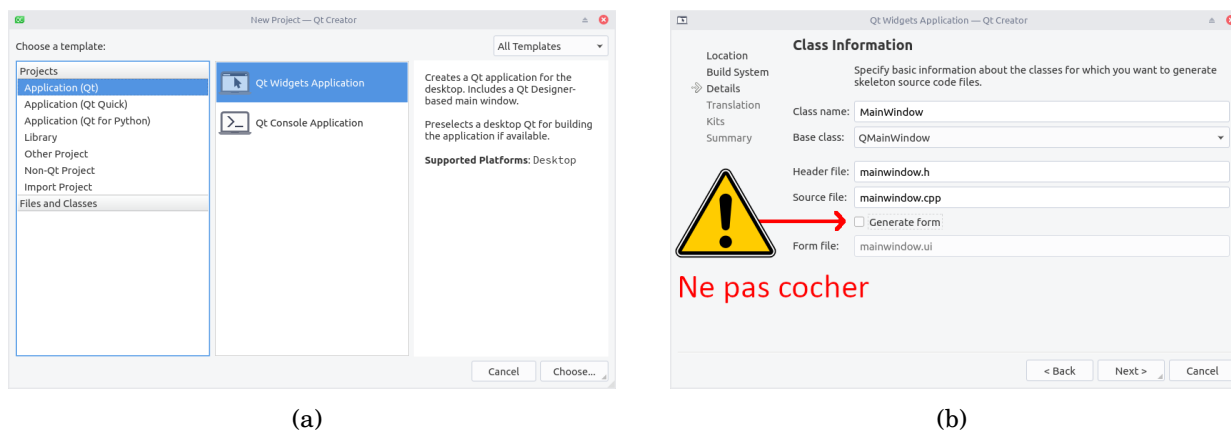 New Project — Qt Creator
Choose a template:
All Templates
Projects
Application (Qt)
Application (Qt Quick)
Application (Qt for Python)
Library
Other Project
Non-Qt Project
Import Project
Files and Classes
Qt Widgets Application
>_ Qt Console Application
Creates a Qt application for the
desktop. Includes a Qt Designer-
based main window.
Preselects a desktop Qt for building
the application if available.
Supported Platforms: Desktop
Cancel
Choose...
(a)
Qt Widgets Application — Qt Creator
Location
Build System
Details
Translation
Kits
Summary
Class Information
Specify basic information about the classes for which you want to generate
skeleton source code files.
Class name: MainWindow
Base class: QMainWindow
Header file: mainwindow.h
Source file: mainwindow.cpp
Generate form
Form file: mainwindow.ui
!
Ne pas cocher
< Back
Next >
Cancel
(b)